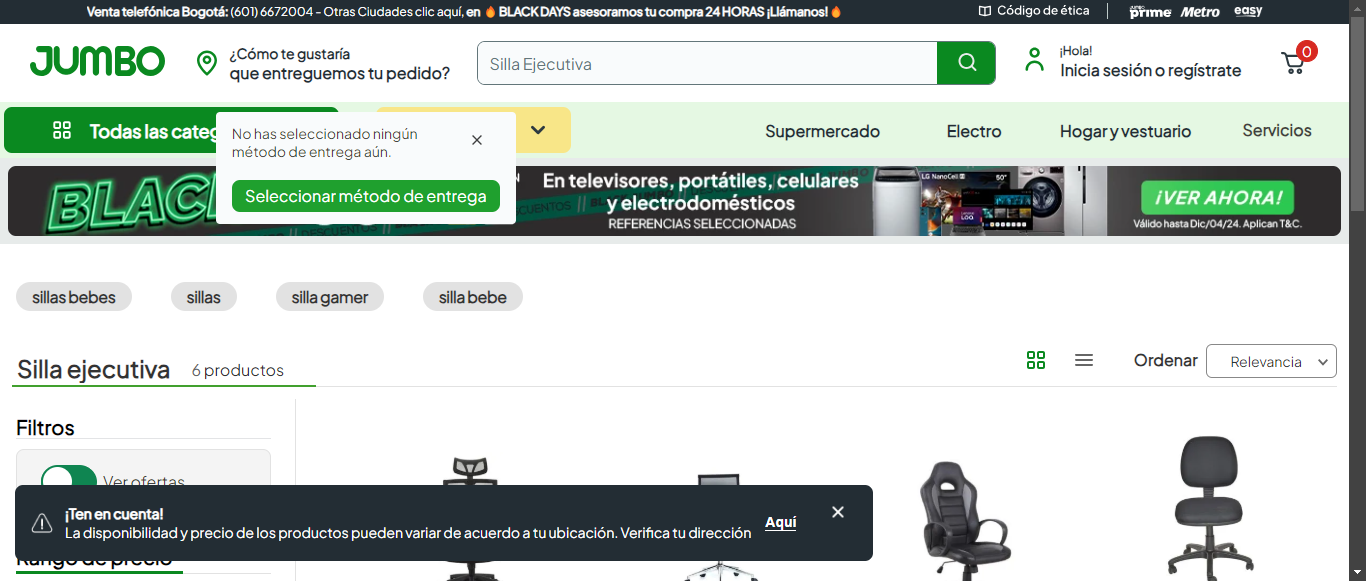 Venta telefónica Bogotá: (601) 6672004 - Otras Ciudades clic aquí, en 🔥 BLACK DAYS asesoramos tu compra 24 HORAS ¡Llámanos!🔥
Código de ética
prime
Metro
easy
JUMBO
¿Cómo te gustaría
que entreguemos tu pedido?
Silla Ejecutiva
¡Hola!
Inicia sesión o regístrate
0
Todas las categ
No has seleccionado ningún
método de entrega aún.
Seleccionar método de entrega
Supermercado
Electro
Hogar y vestuario
Servicios
BLAC
En televisores, portátiles, celulares
y electrodomésticos
REFERENCIAS SELECCIONADAS
LG NanoCell
50"
¡VER AHORA!
Válido hasta Dic/04/24. Aplican T&C.
sillas bebes
sillas
silla gamer
silla bebe
Silla ejecutiva
6 productos
Ordenar
Relevancia
Filtros
Ver ofertas
¡Ten en cuenta!
La disponibilidad y precio de los productos pueden variar de acuerdo a tu ubicación. Verifica tu dirección
Aquí
Rango de precio